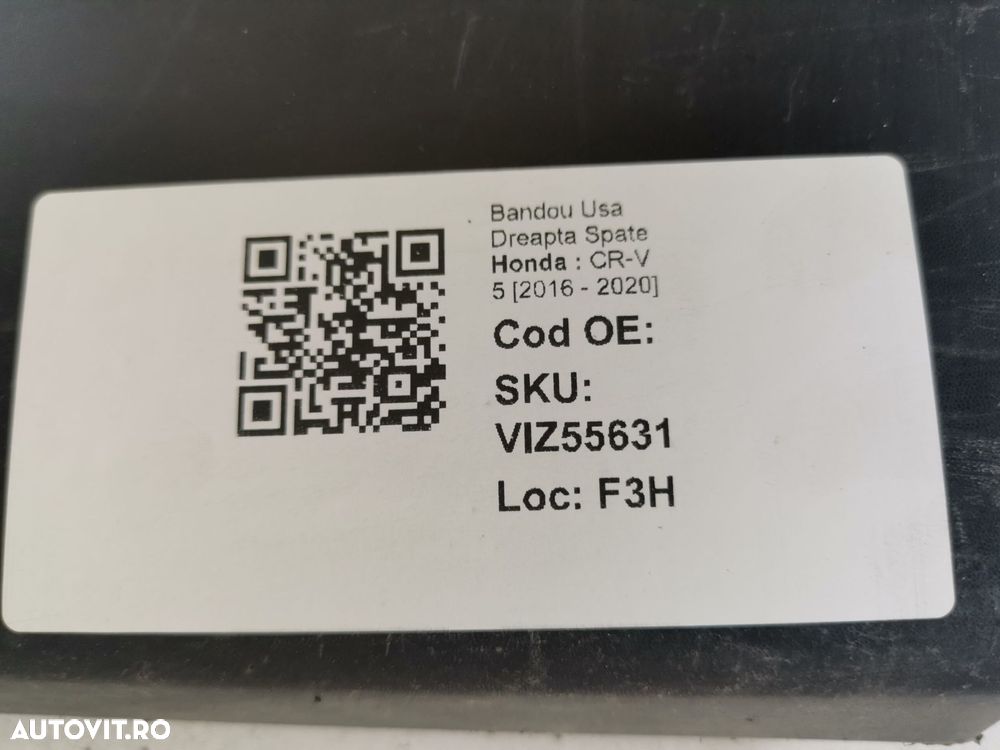 Bandou Usa
Dreapta Spate
Honda : CR-V
5 [2016 - 2020]
Cod OE:
SKU:
VIZ55631
Loc: F3H
AUTOVIT.RO